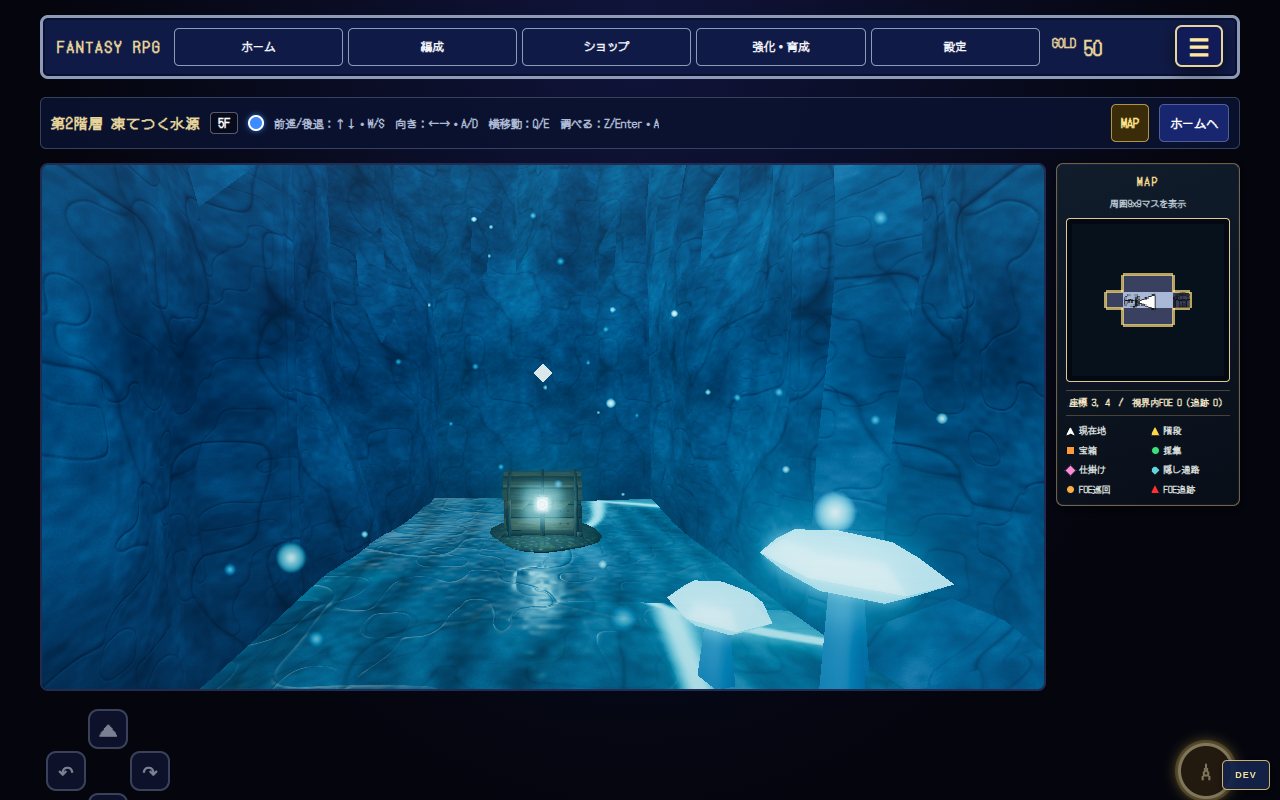 FANTASY RPG
ホーム
編成
ショップ
強化・育成
設定
GOLD 50
第2階層 凍てつく水源
5F
前進/後退：↑↓・W/S 向き：←→・A/D 横移動：Q/E 調べる：Z/Enter・A
MAP
ホームへ
MAP
周囲9x9マスを表示
座標 3, 4 / 視界内FOE 0（追跡 0）
現在地
階段
宝箱
採集
仕掛け
隠し通路
FOE巡回
FOE追跡
A
DEV